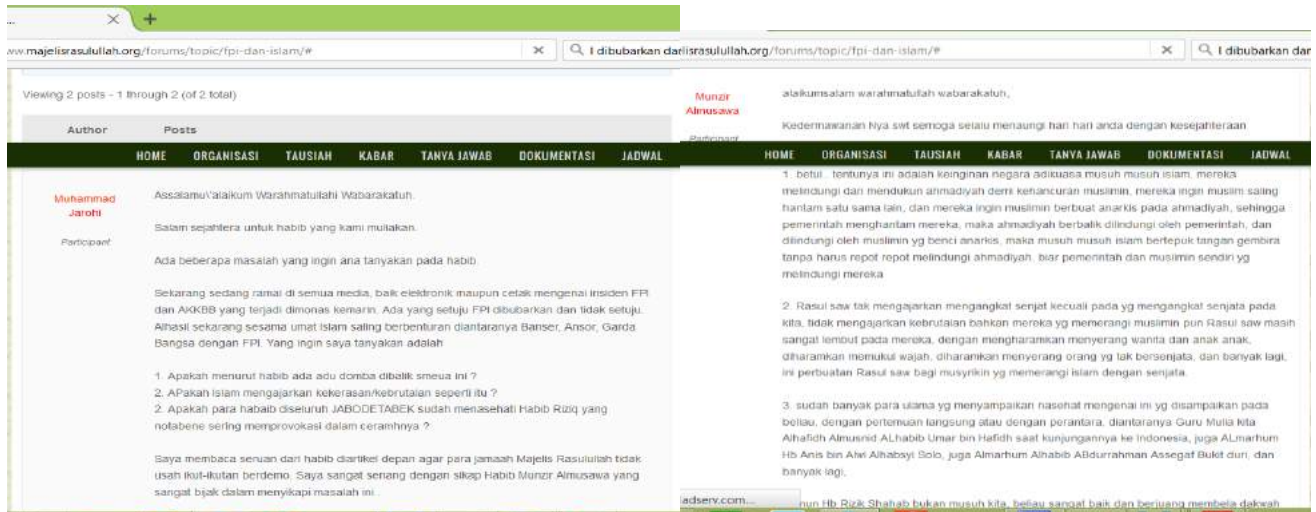 www.majelisrasulullah.org/forums/topic/fpi-dan-islam/#
I dibubarkan dar
Viewing 2 posts - 1 through 2 (of 2 total)
Author Posts
HOME ORGANISASI TAUSIAH KABAR TANYA JAWAB DOKUMENTASI JADWAL
Muhammad
Jarohi
Participant
Assalamu\'alaikum Warahmatullahi Wabarakatuh.
Salam sejahtera untuk habib yang kami muliakan.
Ada beberapa masalah yang ingin ana tanyakan pada habib.
Sekarang sedang ramai di semua media, baik elektronik maupun cetak mengenai insiden FPI
dan AKKBB yang terjadi dimonas kemarin. Ada yang setuju FPI dibubarkan dan tidak setuju.
Alhasil sekarang sesama umat Islam saling berbenturan diantaranya Banser, Ansor, Garda
Bangsa dengan FPI. Yang ingin saya tanyakan adalah
1. Apakah menurut habib ada adu domba dibalik smeua ini ?
2. APakah islam mengajarkan kekerasan/kebrutalan seperti itu ?
2. Apakah para habaib diseluruh JABODETABEK sudah menasehati Habib Riziq yang
notabene sering memprovokasi dalam ceramhnya ?
Saya membaca seruan dari habib diartikel depan agar para jamaah Majelis Rasulullah tidak
usah ikut-ikutan berdemo. Saya sangat senang dengan sikap Habib Munzir Almusawa yang
sangat bijak dalam menyikapi masalah ini..
lisrasulullah.org/forums/topic/fpi-dan-islam/#
I dibubarkan dar
Munzir
Almusawa
Participant
alaikumsalam warahmatullah wabarakatuh,
Kedermawanan Nya swt semoga selalu menaungi hari hari anda dengan kesejahteraan
HOME ORGANISASI TAUSIAH KABAR TANYA JAWAB DOKUMENTASI JADWAL
1. betul.. tentunya ini adalah keinginan negara adikuasa musuh musuh islam, mereka
melindungi dan mendukun ahmadiyah demi kehancuran muslimin, mereka ingin muslim saling
hantam satu sama lain, dan mereka ingin muslimin berbuat anarkis pada ahmadiyah, sehingga
pemerintah menghantam mereka, maka ahmadiyah berbalik dilindungi oleh pemerintah, dan
dilindungi oleh muslimin yg benci anarkis, maka musuh musuh islam bertepuk tangan gembira
tanpa harus repot repot melindungi ahmadiyah, biar pemerintah dan muslimin sendiri yg
melindungi mereka
2. Rasul saw tak mengajarkan mengangkat senjat kecuali pada yg mengangkat senjata pada
kita, tidak mengajarkan kebrutalan bahkan mereka yg memerangi muslimin pun Rasul saw masih
sangat lembut pada mereka, dengan mengharamkan menyerang wanita dan anak anak,
diharamkan memukul wajah, diharamkan menyerang orang yg tak bersenjata, dan banyak lagi,
ini perbuatan Rasul saw bagi musyrikin yg memerangi islam dengan senjata.
3. sudah banyak para ulama yg menyampaikan nasehat mengenai ini yg disampaikan pada
beliau, dengan pertemuan langsung atau dengan perantara, diantaranya Guru Mulia kita
Alhafidh Almusnid ALhabib Umar bin Hafidh saat kunjungannya ke Indonesia, juga ALmarhum
Hb Anis bin Alwi Alhabsyi Solo, juga Almarhum Alhabib ABdurrahman Assegaf Bukit duri, dan
banyak lagi,
adserv.com...
nun Hb Rizik Shahab bukan musuh kita, beliau sangat baik dan berjuang membela dakwah